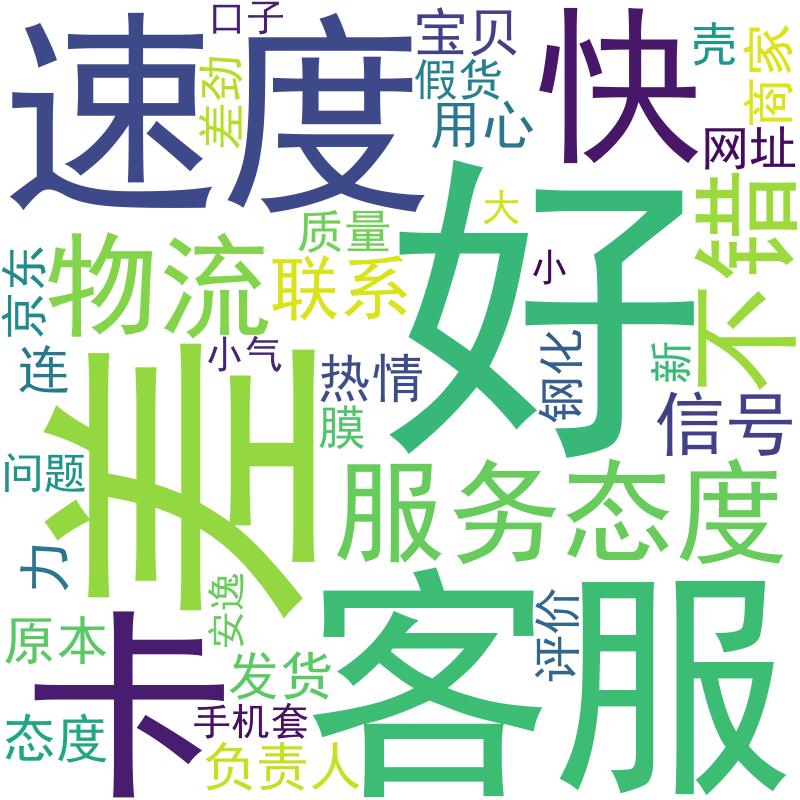 口子
速度
差劲
宝贝
假货
用心
快
壳
商家
网址
不错
好
大
小
质量
物流
联系
京东
连
小气
热情
钢化
新
信号
膜
差
问题
服务态度
力
安逸
原本
卡
发货
客服
评价
态度
手机套
负责人